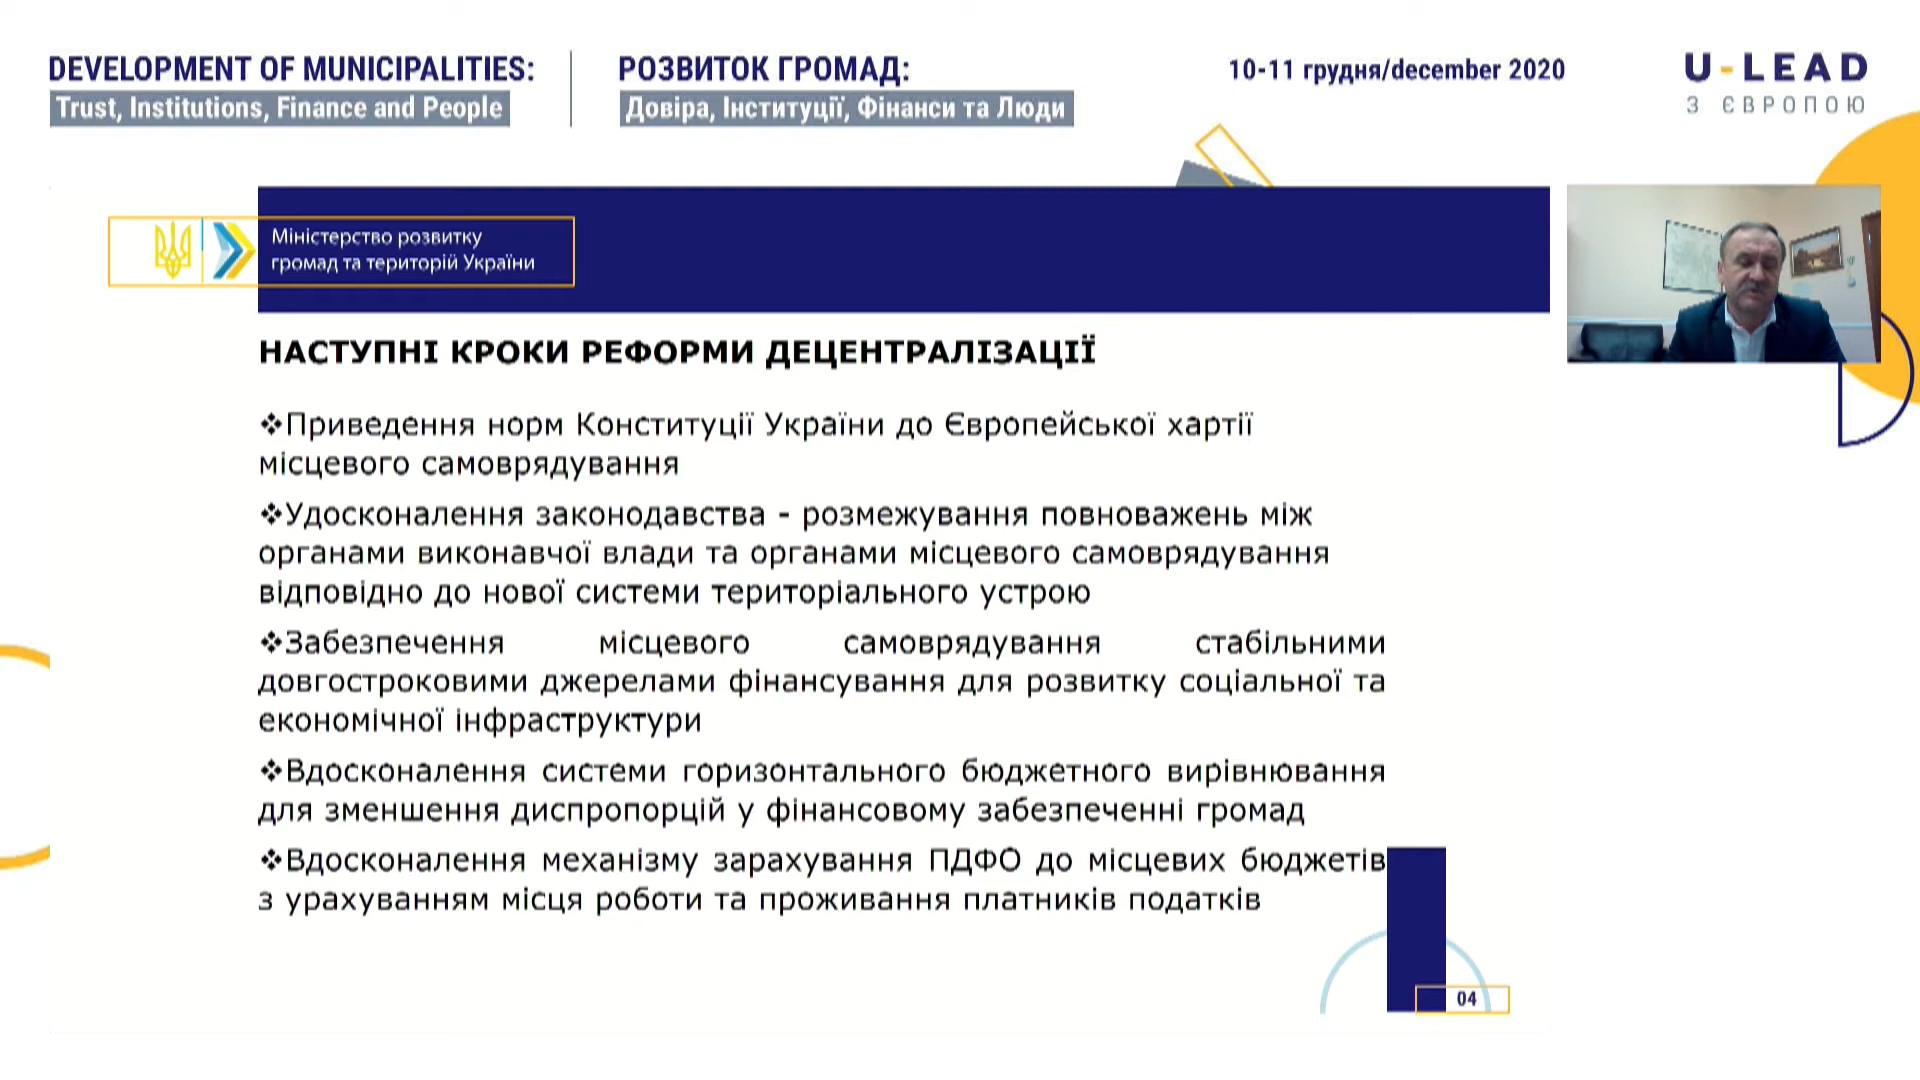 DEVELOPMENT OF MUNICIPALITIES:
Trust, Institutions, Finance and People
РОЗВИТОК ГРОМАД:
Довіра, Інституції, Фінанси та Люди
10-11 грудня/december 2020
U-LEAD
З ЄВРОПОЮ
Міністерство розвитку
громад та територій України
НАСТУПНІ КРОКИ РЕФОРМИ ДЕЦЕНТРАЛІЗАЦІЇ
❖Приведення норм Конституції України до Європейської хартії
місцевого самоврядування
❖Удосконалення законодавства - розмежування повноважень між
органами виконавчої влади та органами місцевого самоврядування
відповідно до нової системи територіального устрою
❖Забезпечення місцевого самоврядування стабільними
довгостроковими джерелами фінансування для розвитку соціальної та
економічної інфраструктури
❖Вдосконалення системи горизонтального бюджетного вирівнювання
для зменшення диспропорцій у фінансовому забезпеченні громад
❖Вдосконалення механізму зарахування ПДФО до місцевих бюджетів
з урахуванням місця роботи та проживання платників податків
04